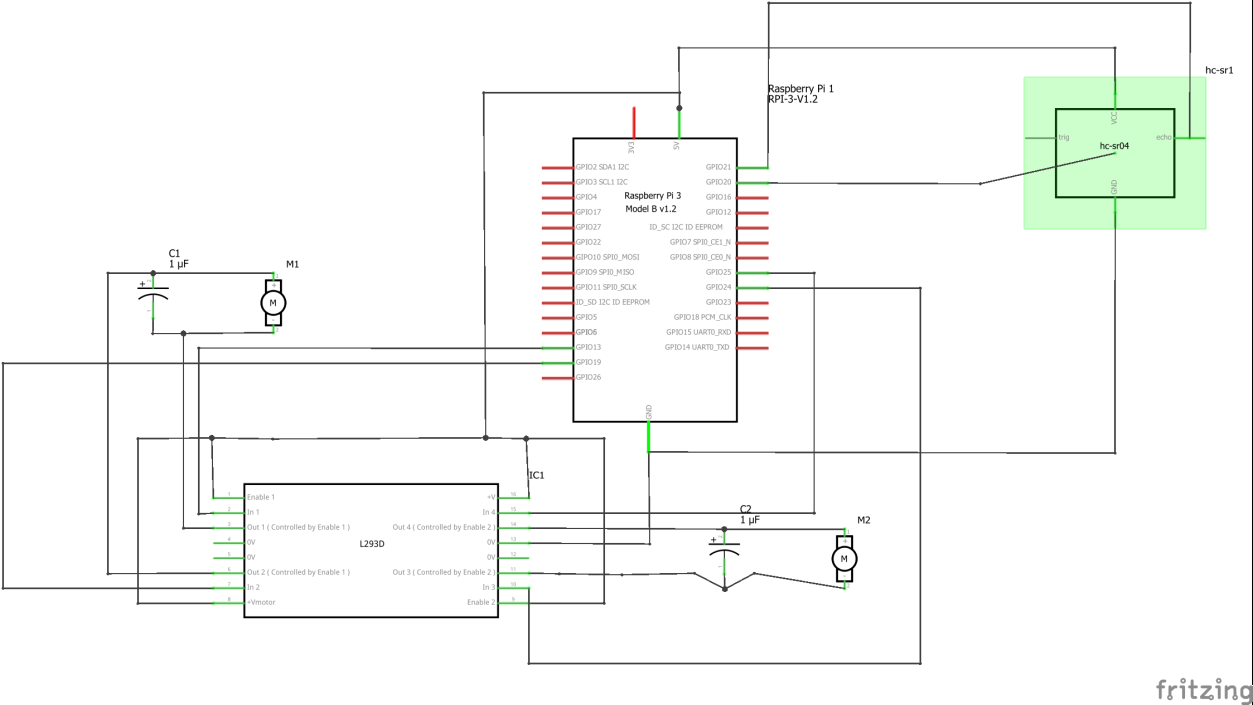 hc-sr1
Raspberry Pi 1
RPI-3-V1.2
3V3
5V
VCC
trig
echo
hc-sr04
GND
GPIO2 SDA1 I2C
GPIO21
GPIO3 SCL1 I2C
GPIO20
GPIO4
Raspberry Pi 3
GPIO16
Model B v1.2
GPIO17
GPIO12
GPIO27
ID_SC I2C ID EEPROM
GPIO22
GPIO7 SPI0_CE1_N
GIPO10 SPI0_MOSI
GPIO8 SPI0_CE0_N
GPIO9 SPI0_MISO
GPIO25
GPIO11 SPI0_SCLK
GPIO24
ID_SD I2C ID EEPROM
GPIO23
GPIO5
GPIO18 PCM_CLK
GPIO6
GPIO15 UART0_RXD
GPIO13
GPIO14 UART0_TXD
GPIO19
GPIO26
GND
C1
1 µF
M1
+
2
1
M
IC1
1 Enable 1
+V 16
2 In 1
In 4 15
3 Out 1 ( Controlled by Enable 1 )
Out 4 ( Controlled by Enable 2 ) 14
4 0V
L293D
0V 13
5 0V
0V 12
6 Out 2 ( Controlled by Enable 1 )
Out 3 ( Controlled by Enable 2 ) 11
7 In 2
In 3 10
8 +Vmotor
Enable 2 9
C2
1 µF
M2
+
2
1
M
fritzing